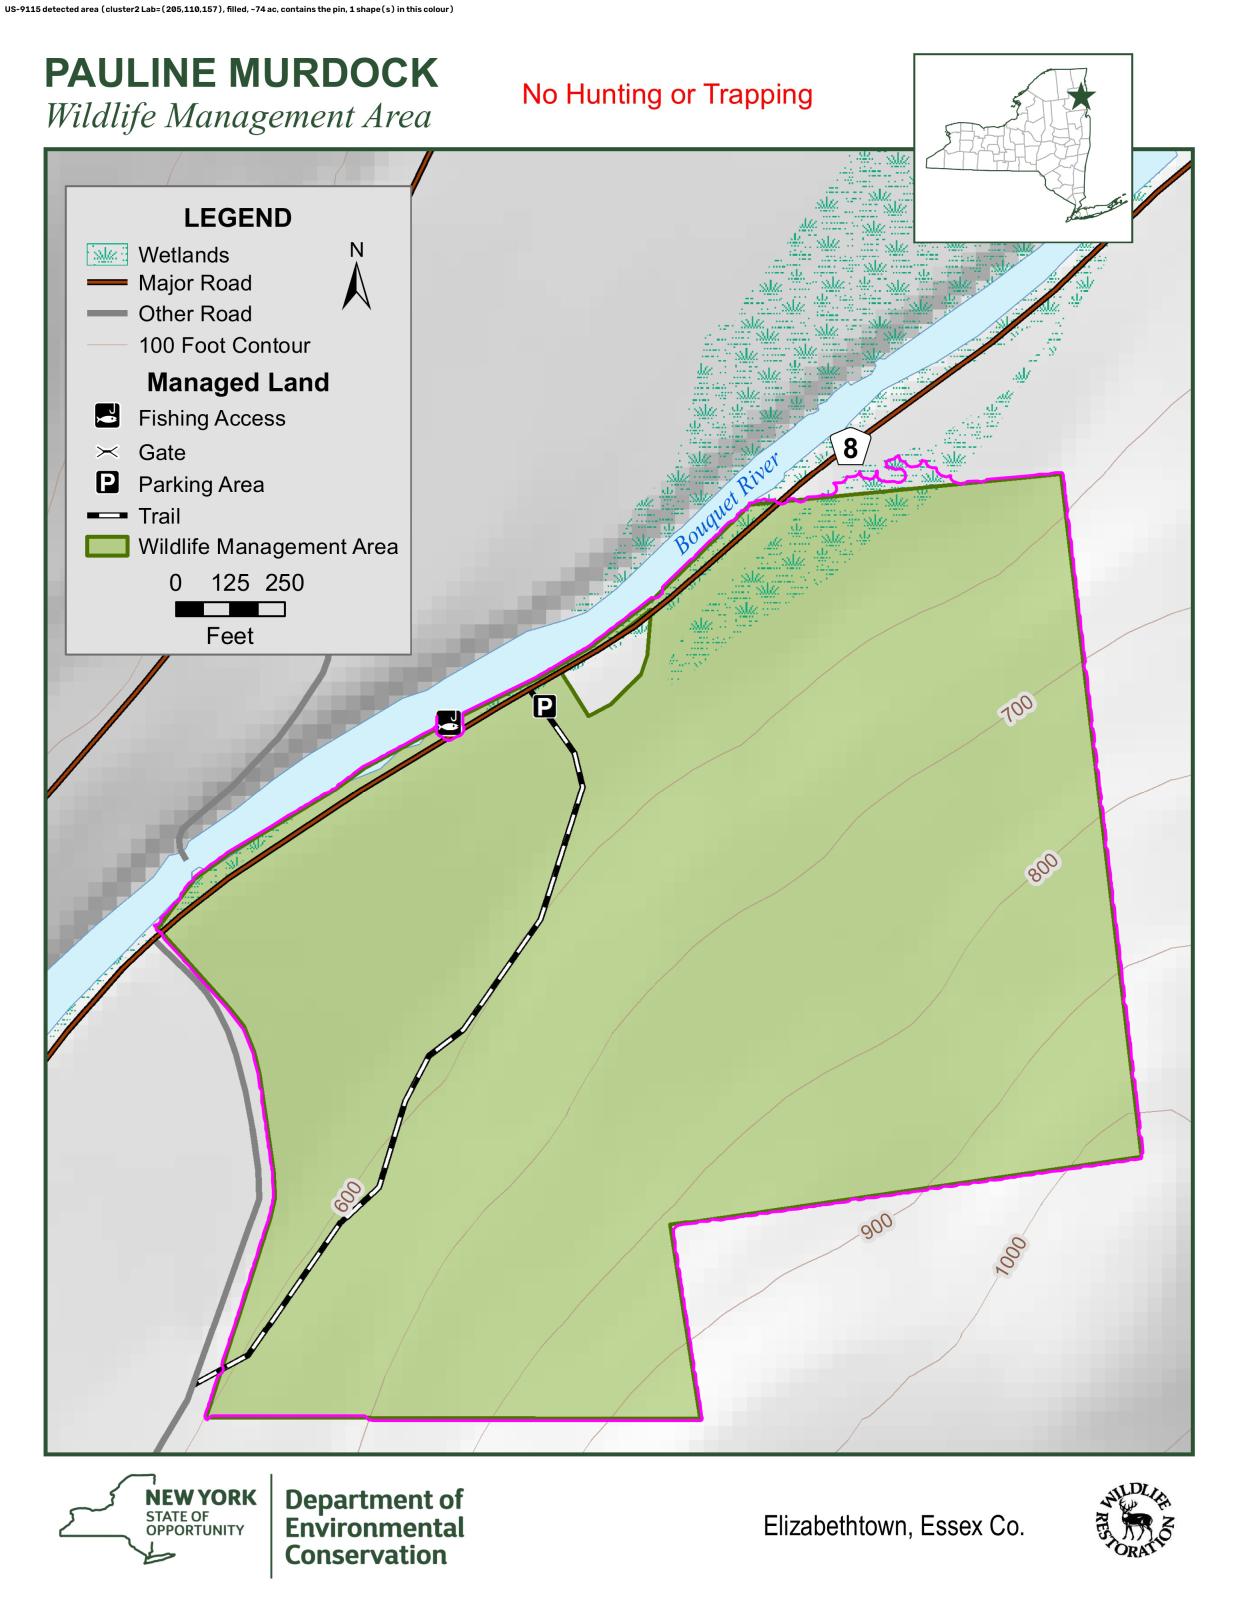 US-9115 detected area (cluster2 Lab=(205,110,157), filled, ~74 ac, contains the pin, 1 shape(s) in this colour)
PAULINE MURDOCK
Wildlife Management Area
No Hunting or Trapping
LEGEND
Wetlands
N
Major Road
Other Road
100 Foot Contour
Managed Land
Fishing Access
Gate
P Parking Area
Trail
Wildlife Management Area
0 125 250
Feet
8
Bouquet River
P
700
800
600
900
1000
NEW YORK
STATE OF
OPPORTUNITY
Department of
Environmental
Conservation
Elizabethtown, Essex Co.
WILDLIFE
RESTORATION